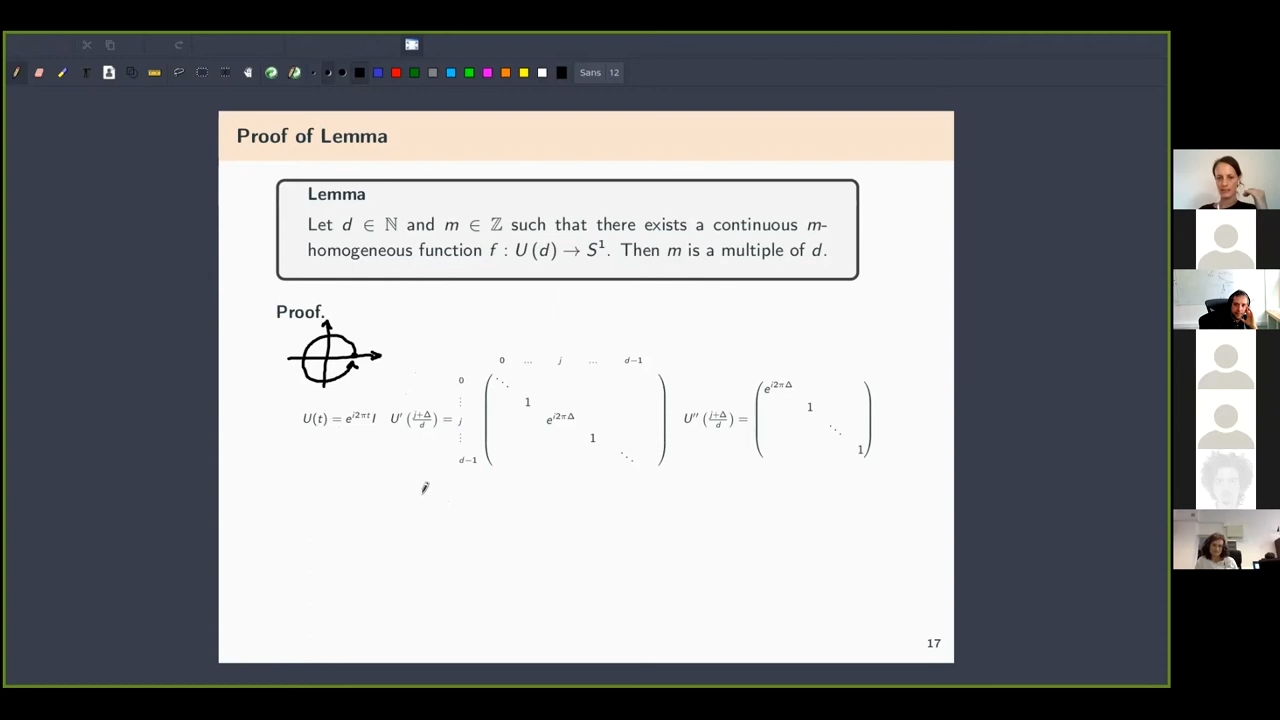 Sans 12
Proof of Lemma
Lemma
Let d ∈ ℕ and m ∈ ℤ such that there exists a continuous m-
homogeneous function f : U (d) → S¹. Then m is a multiple of d.
Proof.
0 … j … d−1
0
⋱
⋮ 1
U(t) = e^{i2πt} I U′ ((j+Δ)/d) = j e^{i2πΔ} U′′ ((j+Δ)/d) = e^{i2πΔ} 1 ⋱ 1
⋮ 1
d−1 ⋱
17